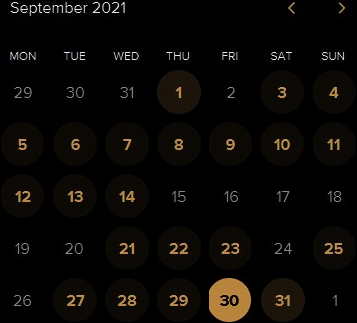 September 2021
MON TUE WED THU FRI SAT SUN
29 30 31 1 2 3 4
5 6 7 8 9 10 11
12 13 14 15 16 17 18
19 20 21 22 23 24 25
26 27 28 29 30 31 1